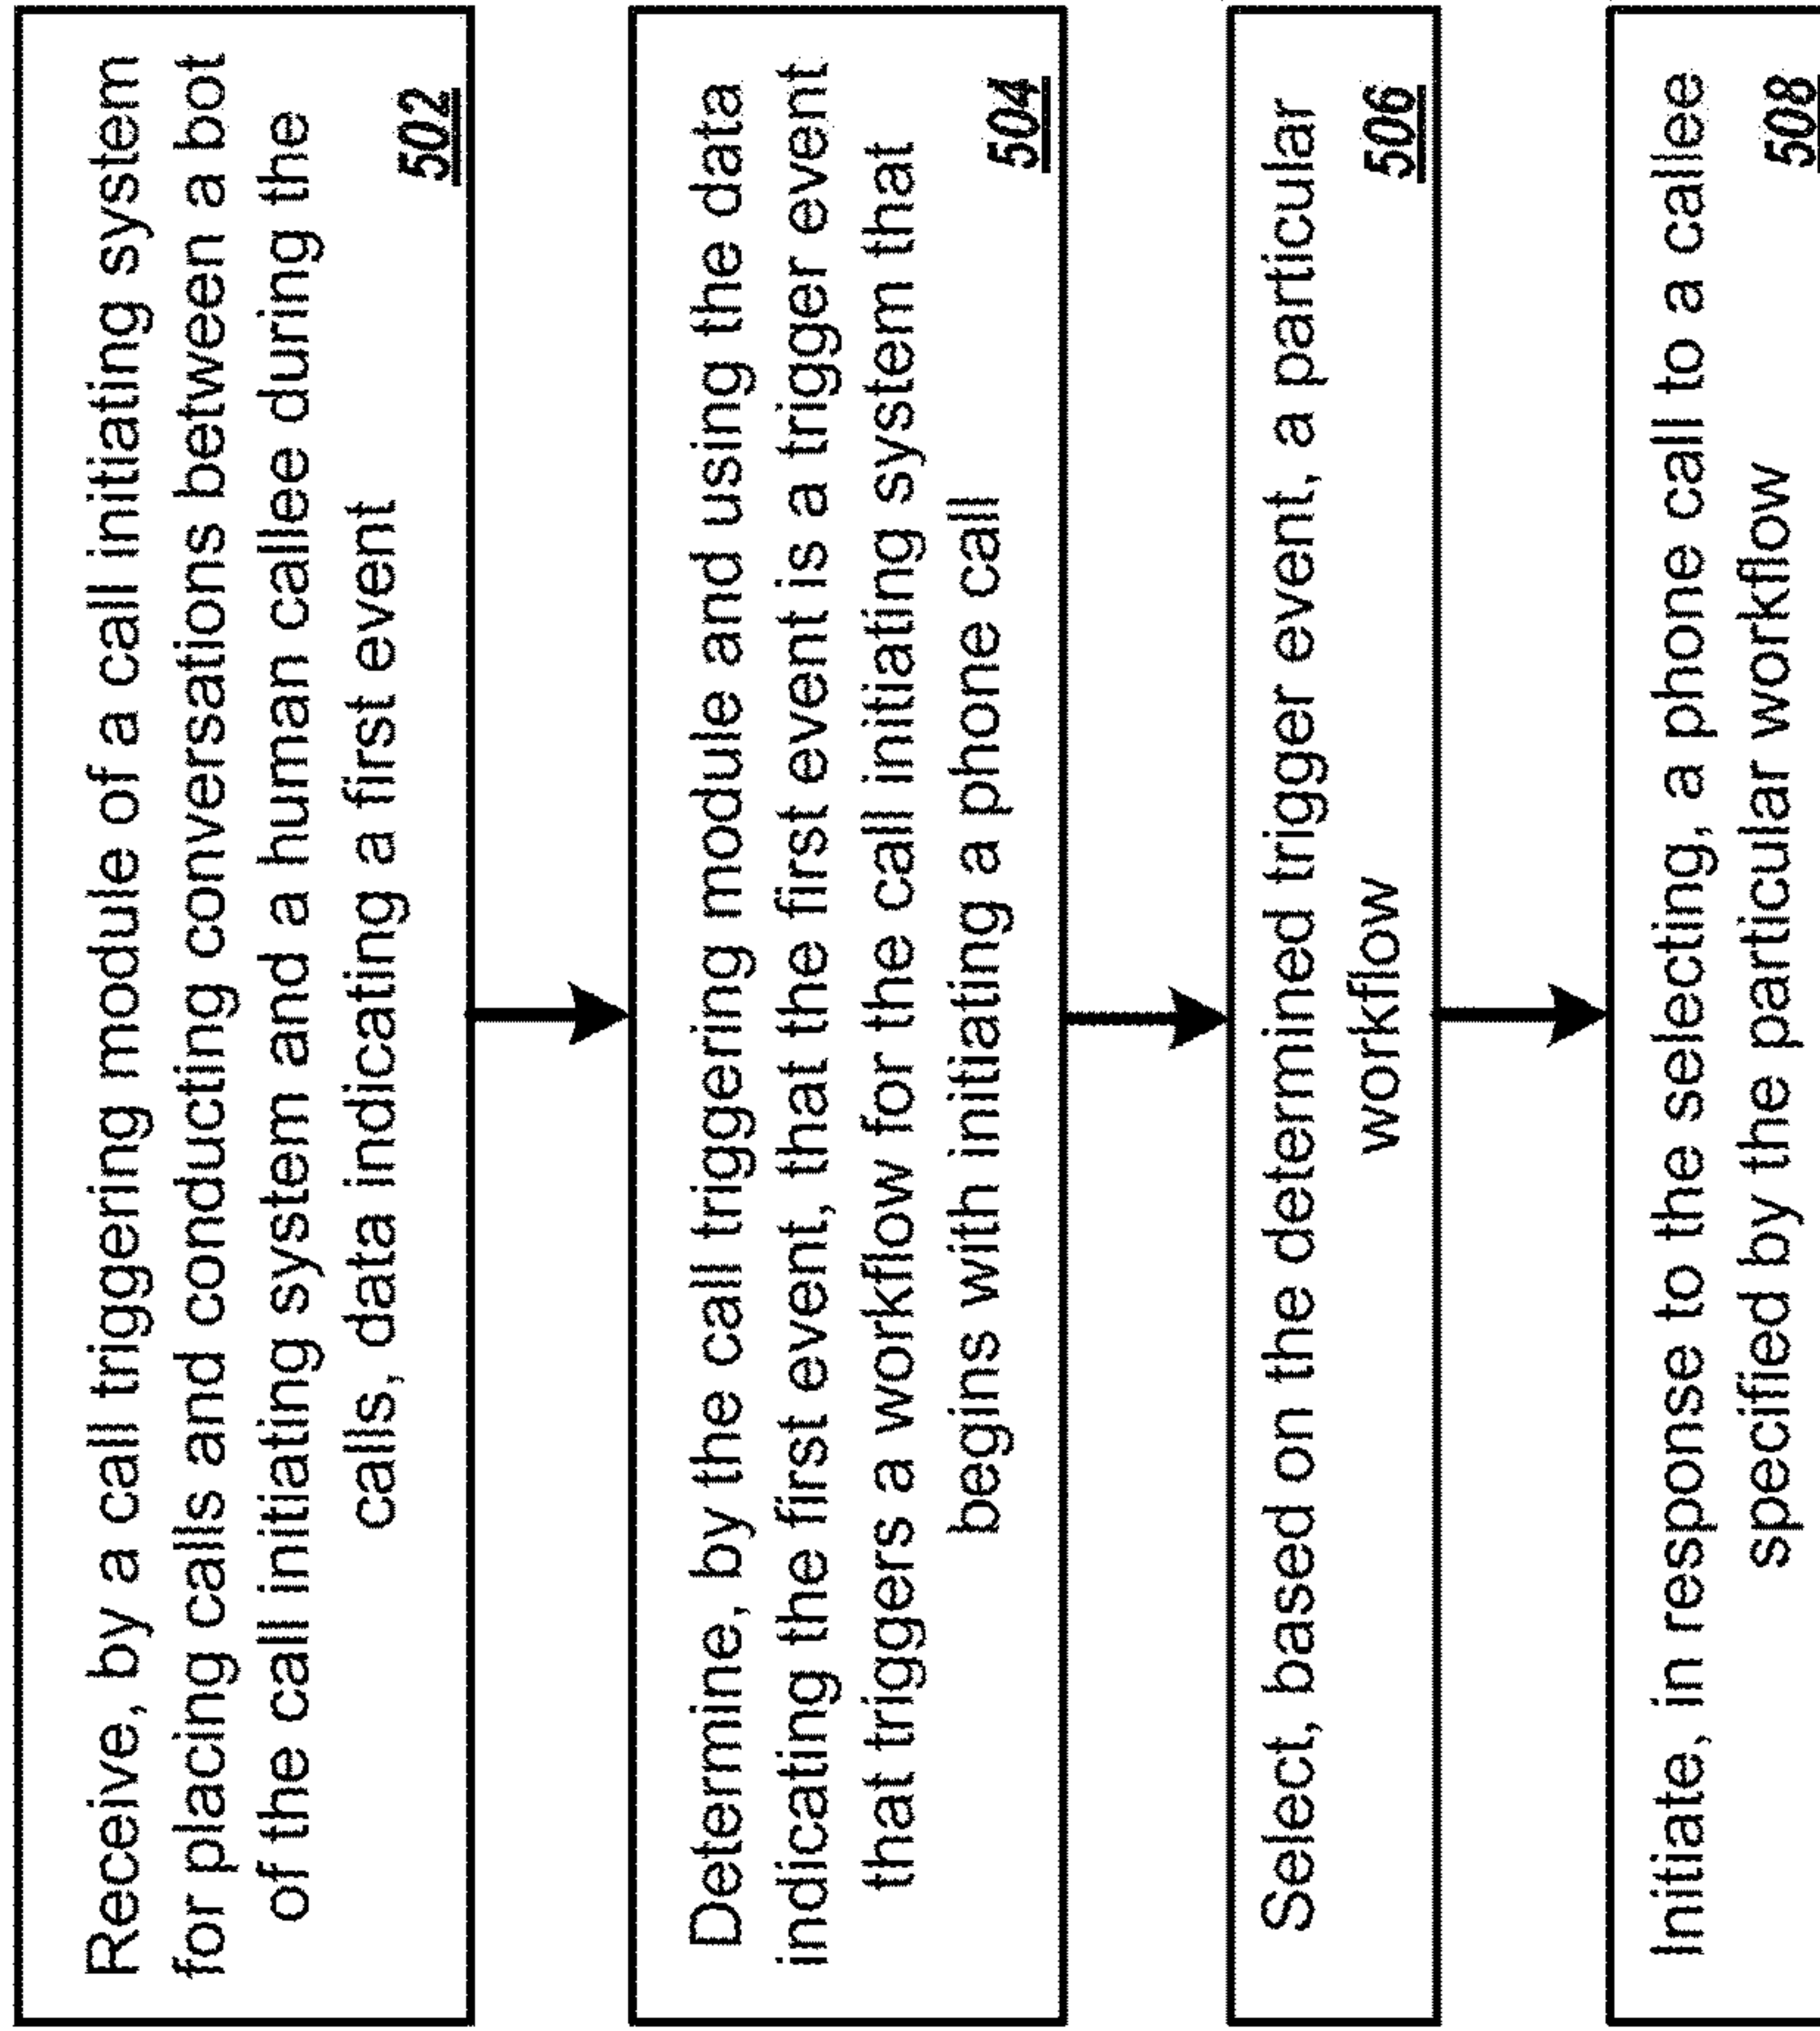 Receive, by a call triggering module of a call initiating system
for placing calls and conducting conversations between a bot
of the call initiating system and a human callee during the
calls, data indicating a first event
502
Determine, by the call triggering module and using the data
indicating the first event, that the first event is a trigger event
that triggers a workflow for the call initiating system that
begins with initiating a phone call
504
Select, based on the determined trigger event, a particular
workflow
506
Initiate, in response to the selecting, a phone call to a callee
specified by the particular workflow
508